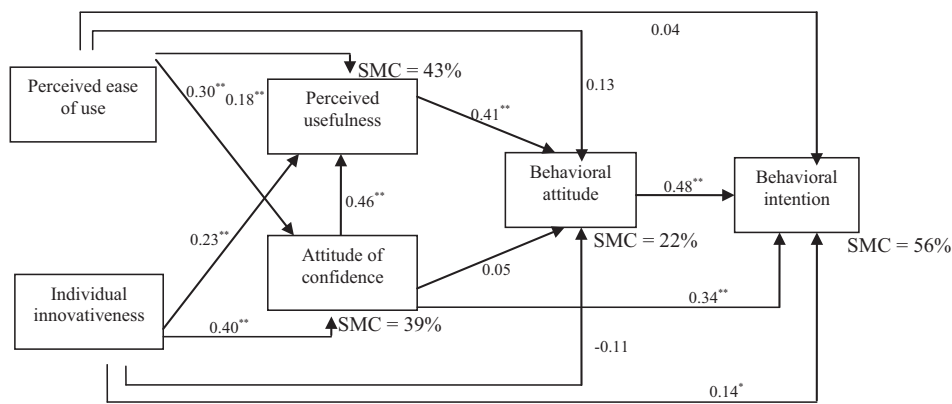 0.04
SMC = 43%
Perceived ease
of use
0.30**
0.18**
Perceived
usefulness
0.41**
0.13
Behavioral
attitude
0.48**
Behavioral
intention
0.46**
0.23**
Attitude of
confidence
SMC = 22%
SMC = 56%
0.05
Individual
innovativeness
0.34**
0.40**
SMC = 39%
-0.11
0.14*